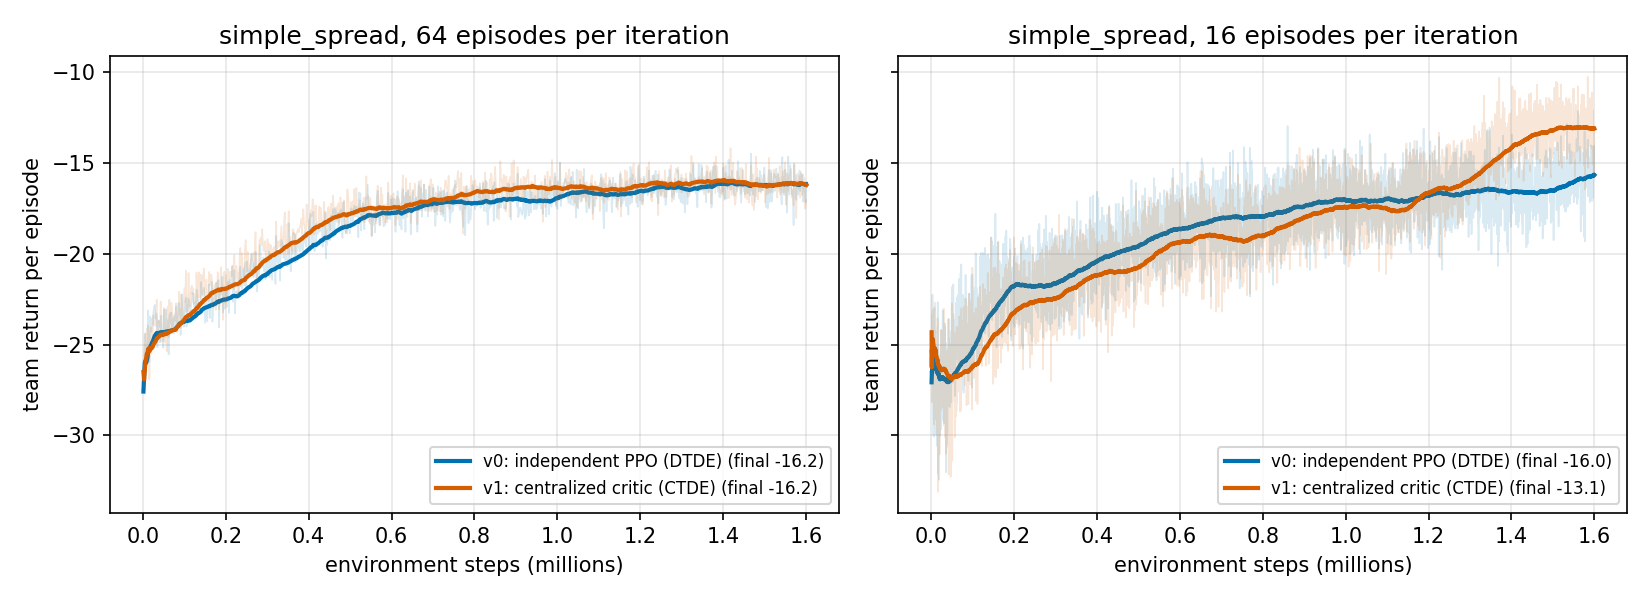 simple_spread, 64 episodes per iteration
team return per episode
−10
−15
−20
−25
−30
v0: independent PPO (DTDE) (final -16.2)
v1: centralized critic (CTDE) (final -16.2)
0.0 0.2 0.4 0.6 0.8 1.0 1.2 1.4 1.6
environment steps (millions)
simple_spread, 16 episodes per iteration
team return per episode
v0: independent PPO (DTDE) (final -16.0)
v1: centralized critic (CTDE) (final -13.1)
0.0 0.2 0.4 0.6 0.8 1.0 1.2 1.4 1.6
environment steps (millions)